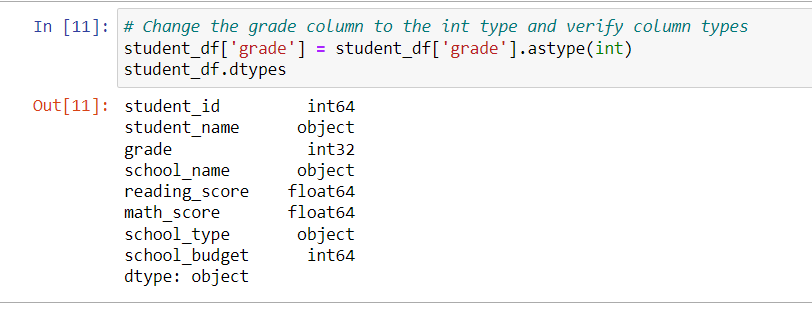 In [11]: # Change the grade column to the int type and verify column types
student_df['grade'] = student_df['grade'].astype(int)
student_df.dtypes
Out[11]: student_id int64
student_name object
grade int32
school_name object
reading_score float64
math_score float64
school_type object
school_budget int64
dtype: object